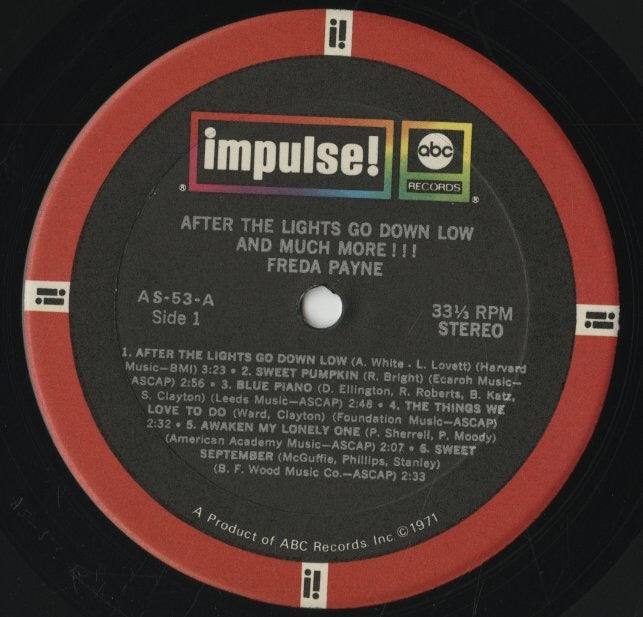 i!
impulse!
abc
RECORDS
®
®
AFTER THE LIGHTS GO DOWN LOW
AND MUCH MORE!!!
FREDA PAYNE
AS-53-A
Side 1
33⅓ RPM
STEREO
i!
i!
1. AFTER THE LIGHTS GO DOWN LOW (A. White - L. Lovett) (Harvard
Music—BMI) 3:23 • 2. SWEET PUMPKIN (R. Bright) (Ecaroh Music—
ASCAP) 2:56 • 3. BLUE PIANO (D. Ellington, R. Roberts, B. Katz,
S. Clayton) (Leeds Music—ASCAP) 2:48 • 4. THE THINGS WE
LOVE TO DO (Ward, Clayton) (Foundation Music—ASCAP)
2:32 • 5. AWAKEN MY LONELY ONE (P. Sherrell, P. Moody)
(American Academy Music—ASCAP) 2:07 • 6. SWEET
SEPTEMBER (McGuffie, Phillips, Stanley)
(B. F. Wood Music Co.—ASCAP) 2:33
A Product of ABC Records Inc. ©1971
i!